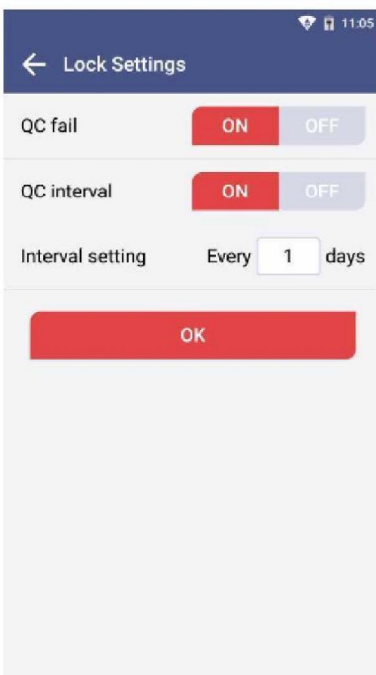 11:05
Lock Settings
QC fail ON OFF
QC interval ON OFF
Interval setting Every 1 days
OK